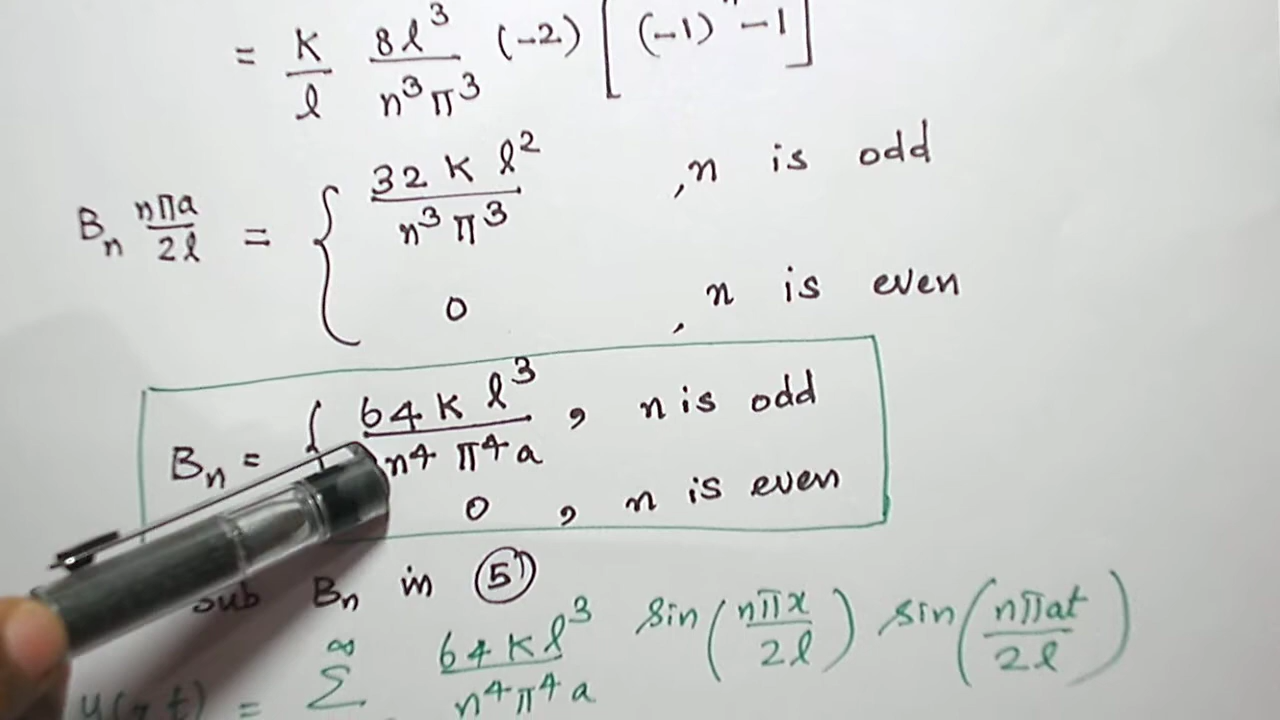 = K/l 8l³/n³π³ (-2) [ (-1)ⁿ - 1 ]
Bn nπa/2l = { 32 K l²/n³π³ , n is odd
0 , n is even
Bn = { 64 K l³/n⁴ π⁴ a , n is odd
0 , n is even
sub Bn in (5)
y(x, t) = ∑ ∞ 64 K l³/n⁴ π⁴ a sin(nπx/2l) sin(nπat/2l)